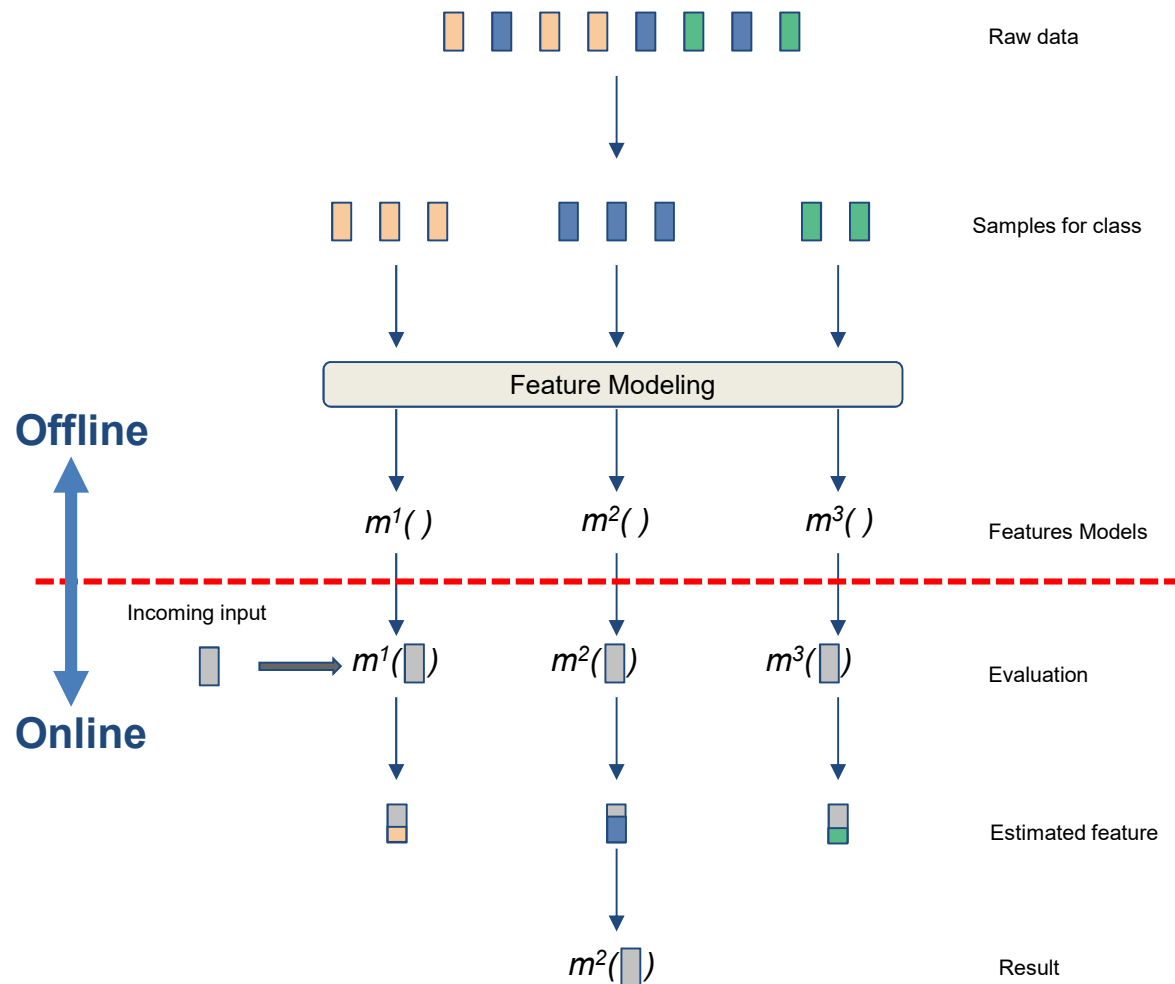 Raw data
Samples for class
Feature Modeling
Offline
m¹( ) m²( ) m³( )
Features Models
Incoming input
m¹( ) m²( ) m³( )
Evaluation
Online
Estimated feature
m²( )
Result